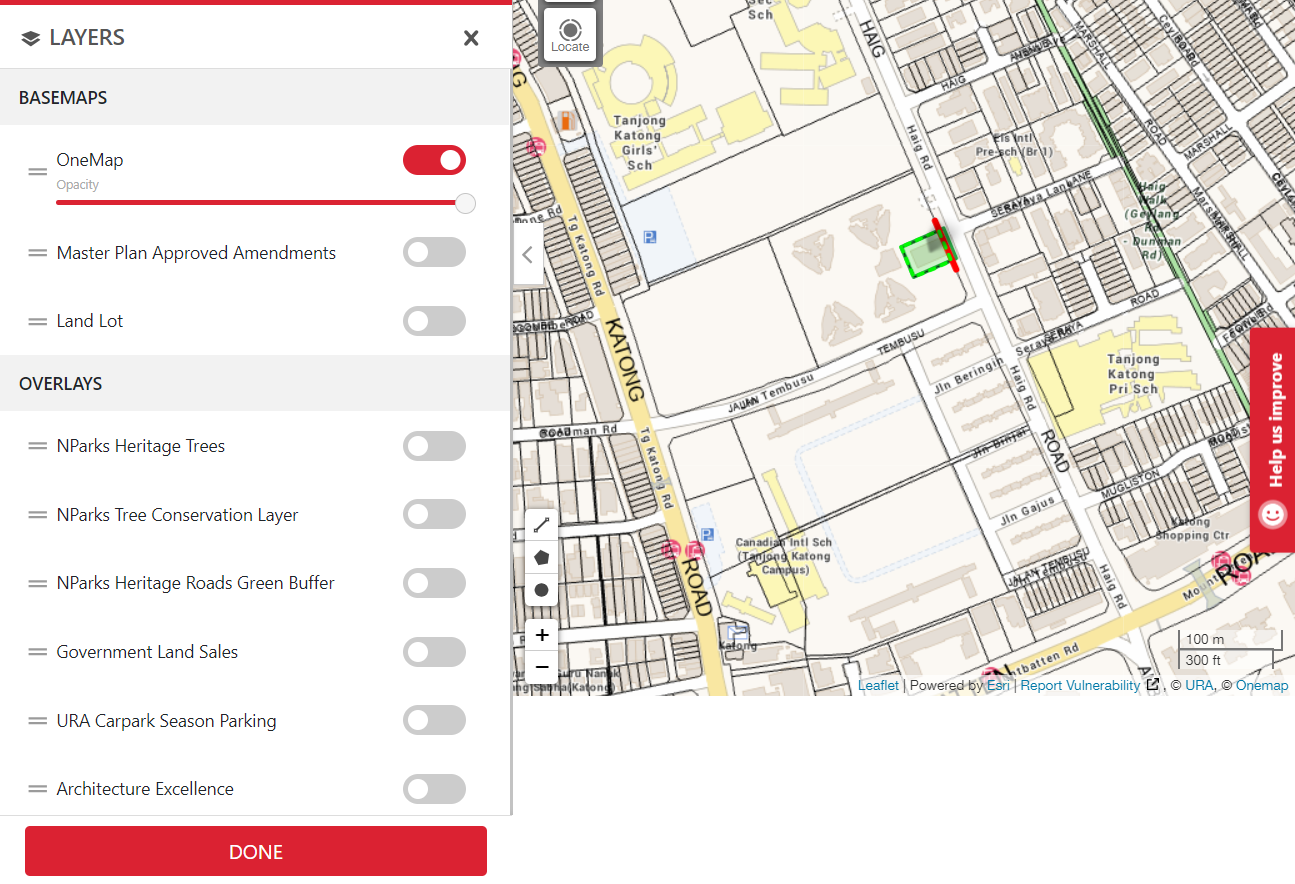 LAYERS
BASEMAPS
OneMap
Opacity
Master Plan Approved Amendments
Land Lot
OVERLAYS
NParks Heritage Trees
NParks Tree Conservation Layer
NParks Heritage Roads Green Buffer
Government Land Sales
URA Carpark Season Parking
Architecture Excellence
DONE
Locate
Sch
HAIG
Tanjong
Katong
Girls'
Sch
Haig Rd
HAIG
MARSHALL
ROAD
MARSHALL
Els Intl
Pre-sch (Br 1)
SERAYA
LANE
Haig
Walk
(Geylang
Rd
- Dunman
Rd)
Tg Katong Rd
KATONG
TEMBUSU
ROAD
Jln Beringin
Haig Rd
Tanjong
Katong
Pri Sch
JALAN Tembusu
Jln Binjai
ROAD
MUGLISTON
Tg Katong Rd
Jln Gajus
Katong
Shopping Ctr
Canadian Intl Sch
(Tanjong Katong
Campus)
JALAN TEMBUSU
Haig Rd
ROAD
Katong
Help us improve
100 m
300 ft
Leaflet | Powered by Esri | Report Vulnerability , © URA, © Onemap